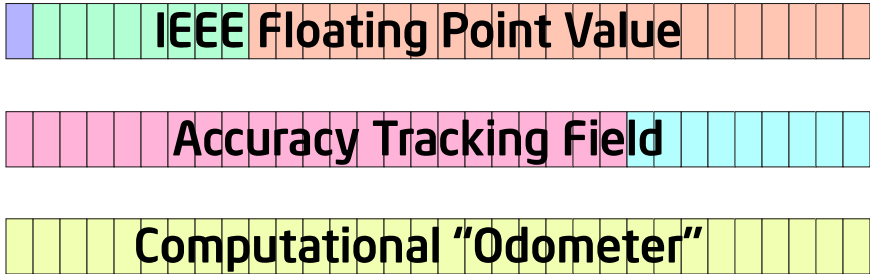 IEEE Floating Point Value
Accuracy Tracking Field
Computational “Odometer”